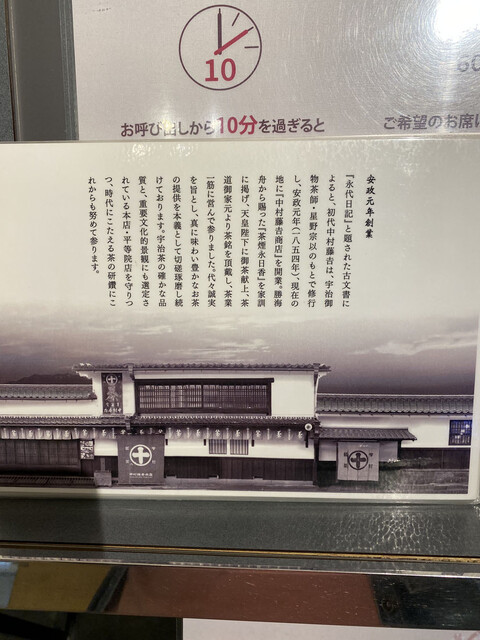 10
お呼び出しから10分を過ぎると
ご希望のお席に
60
安政元年創業
『永代日記』と題された古文書に
よると、初代中村藤吉は、宇治御
物茶師・星野宗以のもとで修行
し、安政元年（一八五四年）、現在の
地に『中村藤吉商店』を開業。勝海
舟から賜った『茶煙永日香』を家訓
に掲げ、天皇陛下に御茶献上、茶
道御家元より茶銘を頂戴し、茶業
一筋に営んで参りました。代々誠実
を旨とし、真に味わい豊かなお茶
の提供を本義として切磋琢磨し続
けております。宇治茶の確かな品
質と、重要文化的景観にも選定さ
れている本店・平等院店を守りつ
つ、時代にこたえる茶の研鑽にこ
れからも努めて参ります。